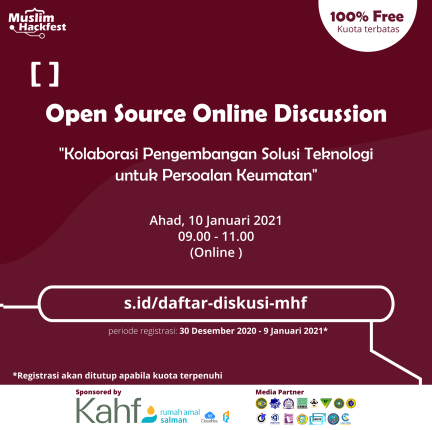 Muslim
Hackfest
100% Free
Kuota terbatas
[ ]
Open Source Online Discussion
"Kolaborasi Pengembangan Solusi Teknologi
untuk Persoalan Keumatan"
Ahad, 10 Januari 2021
09.00 - 11.00
(Online )
s.id/daftar-diskusi-mhf
periode registrasi: 30 Desember 2020 - 9 Januari 2021*
*Registrasi akan ditutup apabila kuota terpenuhi
Sponsored by
Media Partner
Kahf
rumah amal
salman.